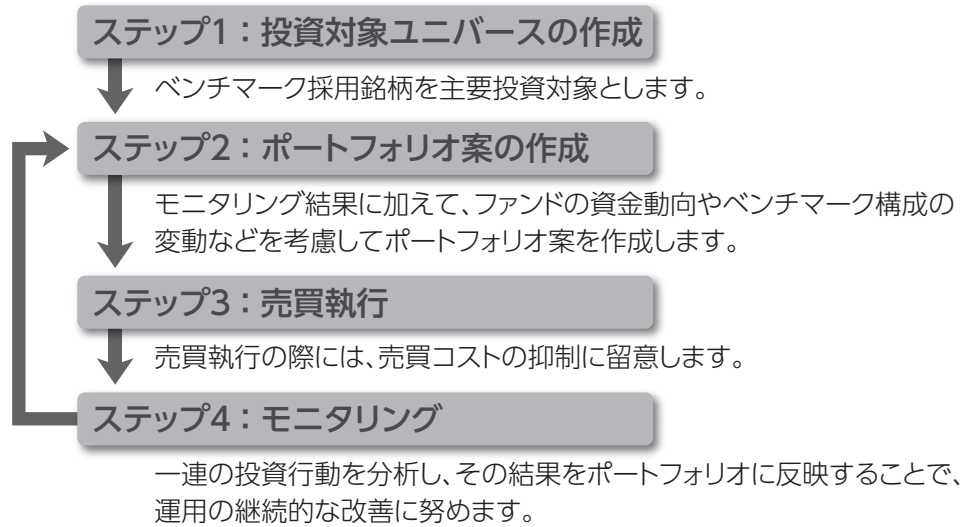 ステップ1：投資対象ユニバースの作成
ベンチマーク採用銘柄を主要投資対象とします。
ステップ2：ポートフォリオ案の作成
モニタリング結果に加えて、ファンドの資金動向やベンチマーク構成の
変動などを考慮してポートフォリオ案を作成します。
ステップ3：売買執行
売買執行の際には、売買コストの抑制に留意します。
ステップ4：モニタリング
一連の投資行動を分析し、その結果をポートフォリオに反映することで、
運用の継続的な改善に努めます。